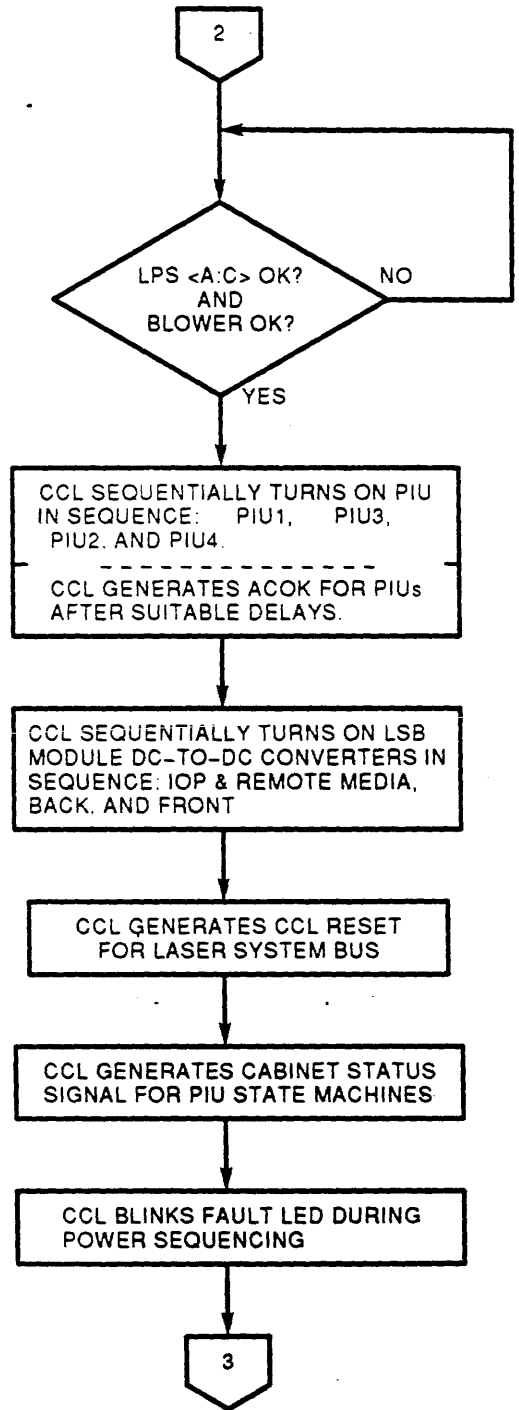 2
LPS <A:C> OK?
AND
BLOWER OK?
NO
YES
CCL SEQUENTIALLY TURNS ON PIU
IN SEQUENCE: PIU1, PIU3,
PIU2. AND PIU4.
CCL GENERATES ACOK FOR PIUs
AFTER SUITABLE DELAYS.
CCL SEQUENTIALLY TURNS ON LSB
MODULE DC-TO-DC CONVERTERS IN
SEQUENCE: IOP & REMOTE MEDIA,
BACK, AND FRONT
CCL GENERATES CCL RESET
FOR LASER SYSTEM BUS
CCL GENERATES CABINET STATUS
SIGNAL FOR PIU STATE MACHINES
CCL BLINKS FAULT LED DURING
POWER SEQUENCING
3